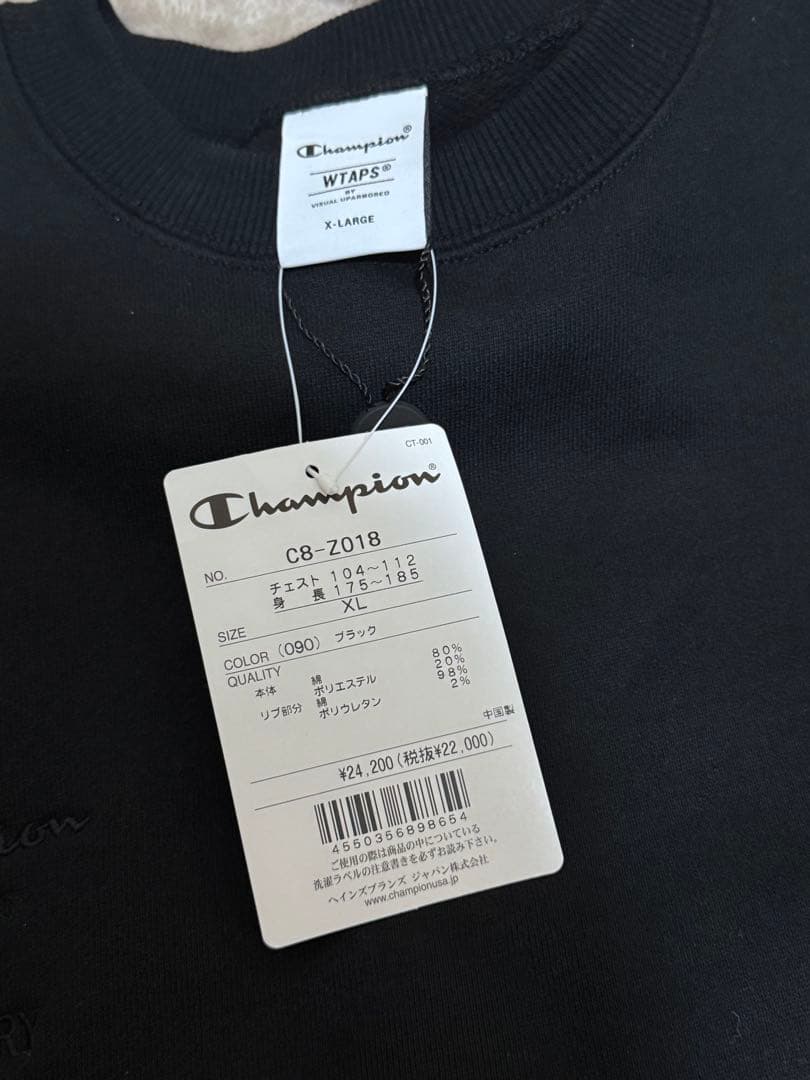 Champion®
WTAPS®
BY
VISUAL UPARMORED
X-LARGE
CT-001
Champion®
NO. C8-Z018
チェスト 104～112
身長 175～185
SIZE XL
COLOR (090) ブラック
QUALITY
本体 綿 80%
ポリエステル 20%
リブ部分 綿 98%
ポリウレタン 2%
中国製
¥24,200(税抜¥22,000)
4550356898654
ご使用の際は商品の中についている
洗濯ラベルの注意書きを必ずお読み下さい。
ヘインズブランズ ジャパン株式会社
www.championusa.jp
pion
RY